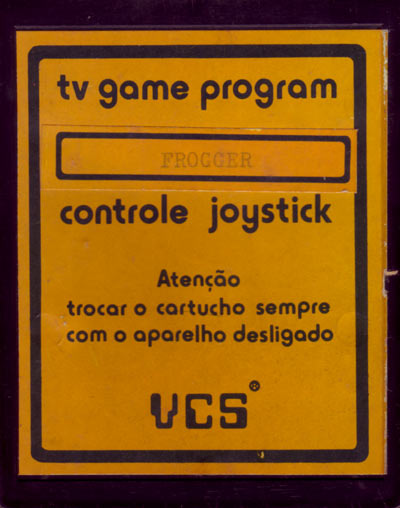 tv game program
FROGGER
controle joystick
Atenção
trocar o cartucho sempre
com o aparelho desligado
VCS®